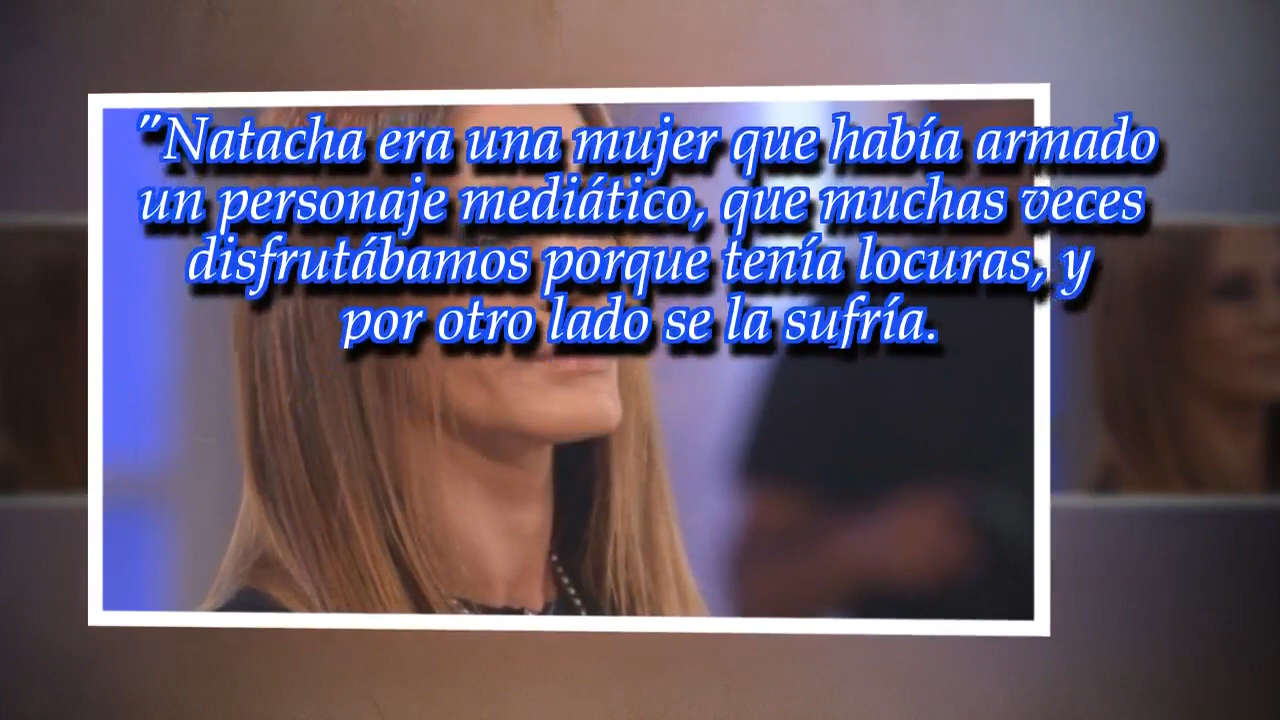 "Natacha era una mujer que había armado
un personaje mediático, que muchas veces
disfrutábamos porque tenía locuras, y
por otro lado se la sufría.